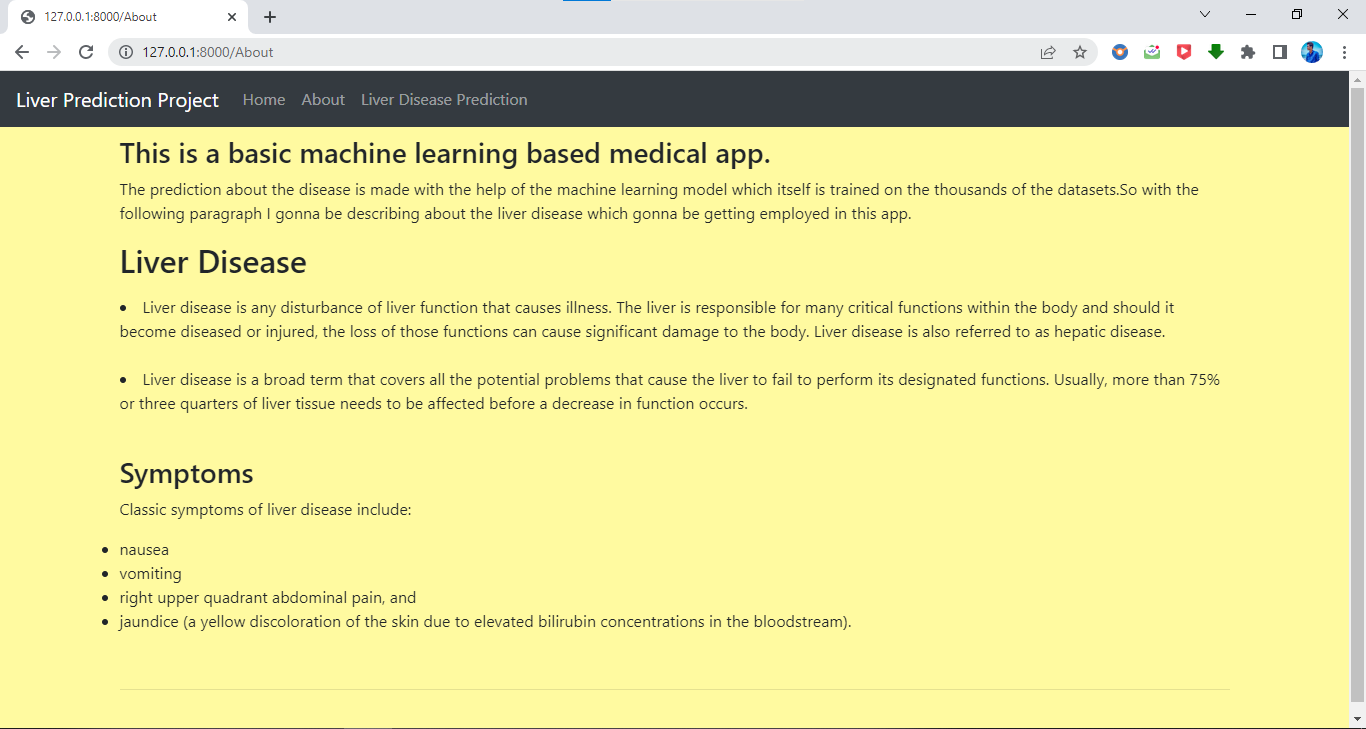 127.0.0.1:8000/About
127.0.0.1:8000/About
Liver Prediction Project Home About Liver Disease Prediction
This is a basic machine learning based medical app.
The prediction about the disease is made with the help of the machine learning model which itself is trained on the thousands of the datasets.So with the
following paragraph I gonna be describing about the liver disease which gonna be getting employed in this app.
Liver Disease
• Liver disease is any disturbance of liver function that causes illness. The liver is responsible for many critical functions within the body and should it
become diseased or injured, the loss of those functions can cause significant damage to the body. Liver disease is also referred to as hepatic disease.
• Liver disease is a broad term that covers all the potential problems that cause the liver to fail to perform its designated functions. Usually, more than 75%
or three quarters of liver tissue needs to be affected before a decrease in function occurs.
Symptoms
Classic symptoms of liver disease include:
• nausea
• vomiting
• right upper quadrant abdominal pain, and
• jaundice (a yellow discoloration of the skin due to elevated bilirubin concentrations in the bloodstream).